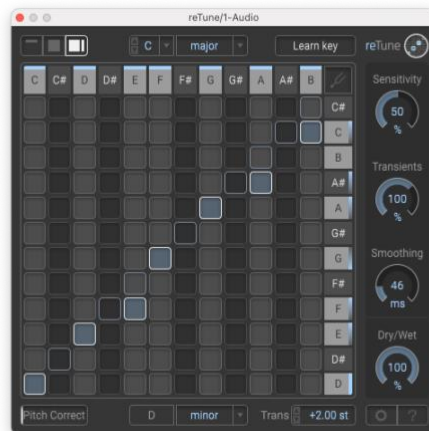 reTune/1-Audio
C major Learn key reTune
C C# D D# E F F# G G# A A# B
Sensitivity
C#
50
%
C
B
Transients
A#
100
%
A
G#
G
Smoothing
F#
46
ms
F
E
Dry/Wet
D#
100
%
D
Pitch Correct D minor Trans +2.00 st ?